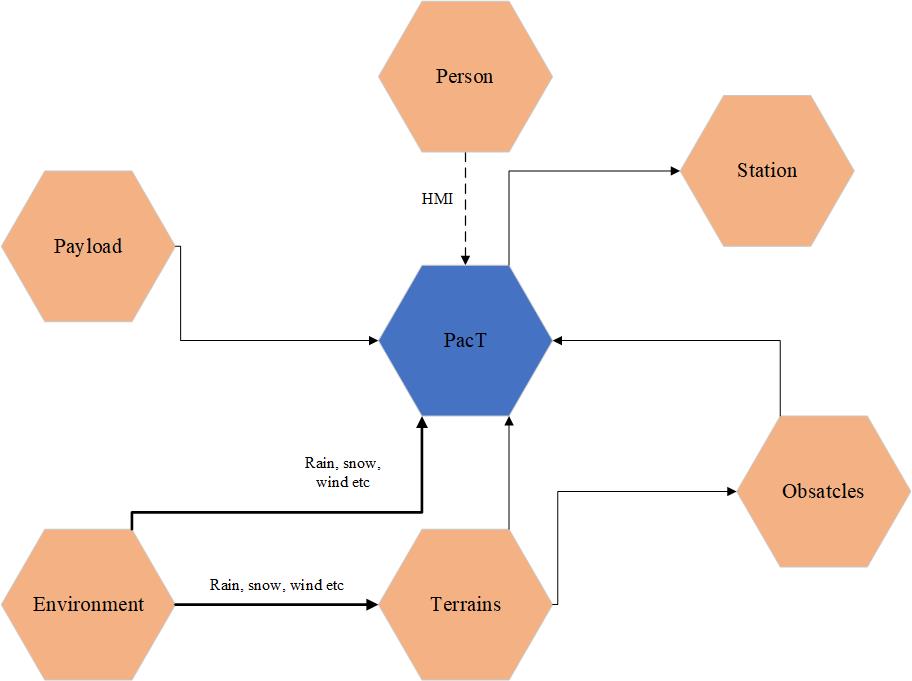 Person
Station
HMI
Payload
PacT
Rain, snow,
wind etc
Obsatcles
Rain, snow, wind etc
Environment
Terrains